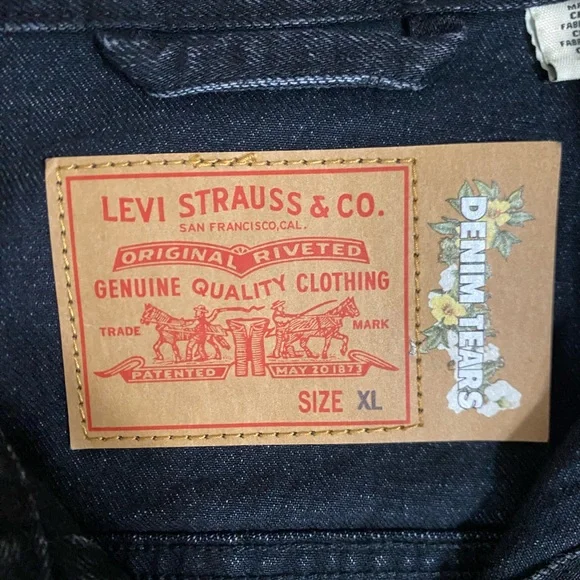 LEVI STRAUSS & CO.
SAN FRANCISCO, CAL.
ORIGINAL RIVETED
GENUINE QUALITY CLOTHING
TRADE MARK
PATENTED MAY 20 1873
SIZE XL
DENIM TEARS